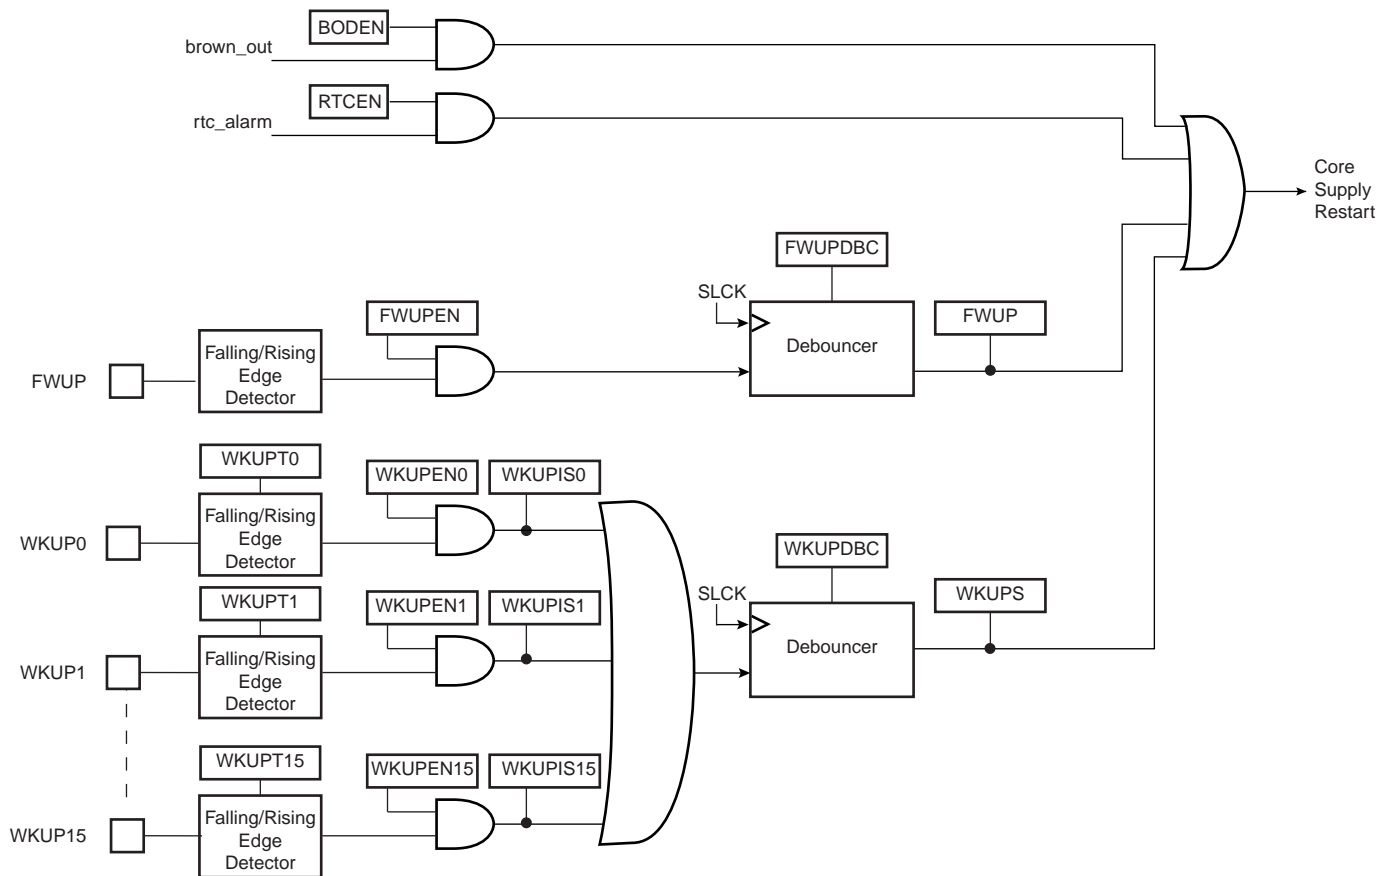 BODEN
brown_out
RTCEN
rtc_alarm
Core
Supply
Restart
FWUPDBC
SLCK
FWUPEN
FWUP
Falling/Rising
Edge
Detector
Debouncer
FWUP
WKUPT0
WKUPEN0
WKUPIS0
Falling/Rising
Edge
Detector
WKUP0
WKUPDBC
SLCK
WKUPT1
WKUPEN1
WKUPIS1
WKUPS
Falling/Rising
Edge
Detector
Debouncer
WKUP1
WKUPT15
WKUPEN15
WKUPIS15
Falling/Rising
Edge
Detector
WKUP15